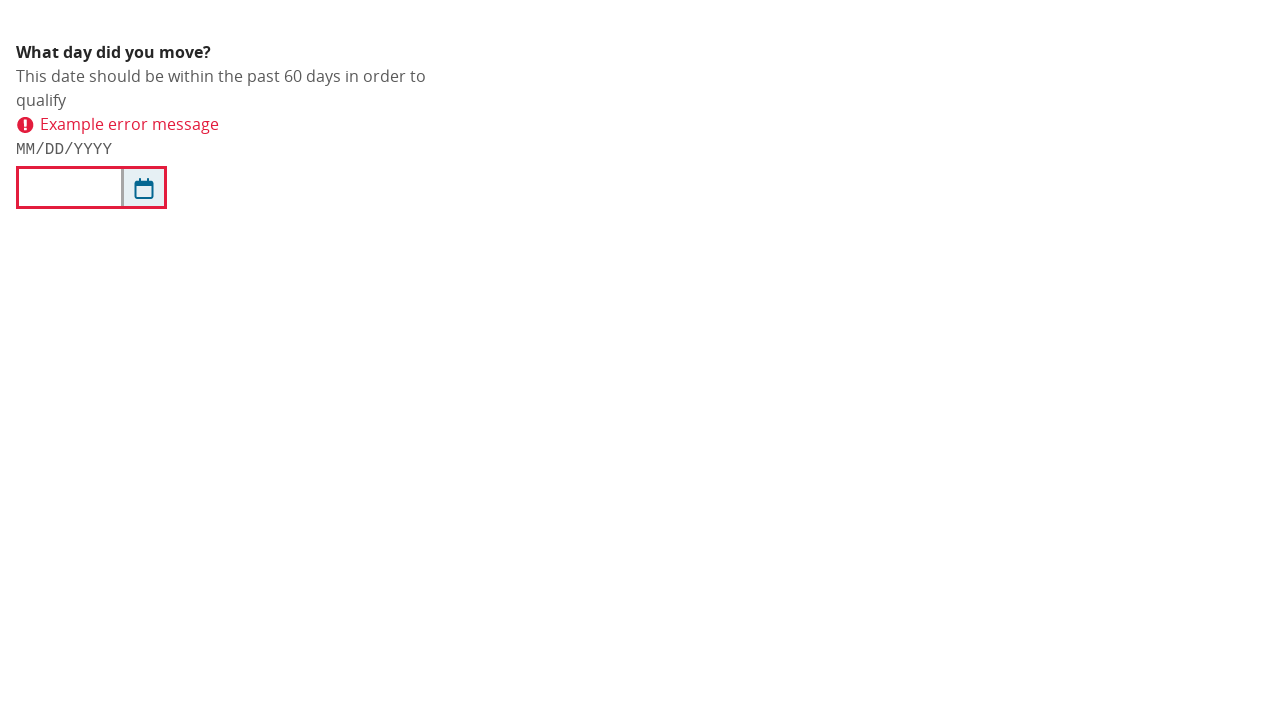 What day did you move?
This date should be within the past 60 days in order to
qualify
Example error message
MM/DD/YYYY